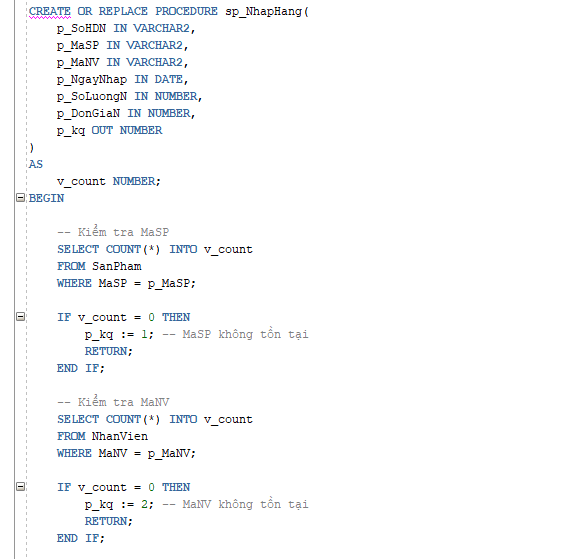 CREATE OR REPLACE PROCEDURE sp_NhapHang(
    p_SoHDN IN VARCHAR2,
    p_MaSP IN VARCHAR2,
    p_MaNV IN VARCHAR2,
    p_NgayNhap IN DATE,
    p_SoLuongN IN NUMBER,
    p_DonGiaN IN NUMBER,
    p_kq OUT NUMBER
)
AS
    v_count NUMBER;
BEGIN
    -- Kiểm tra MaSP
    SELECT COUNT(*) INTO v_count
    FROM SanPham
    WHERE MaSP = p_MaSP;
    IF v_count = 0 THEN
        p_kq := 1; -- MaSP không tồn tại
        RETURN;
    END IF;
    -- Kiểm tra MaNV
    SELECT COUNT(*) INTO v_count
    FROM NhanVien
    WHERE MaNV = p_MaNV;
    IF v_count = 0 THEN
        p_kq := 2; -- MaNV không tồn tại
        RETURN;
    END IF;